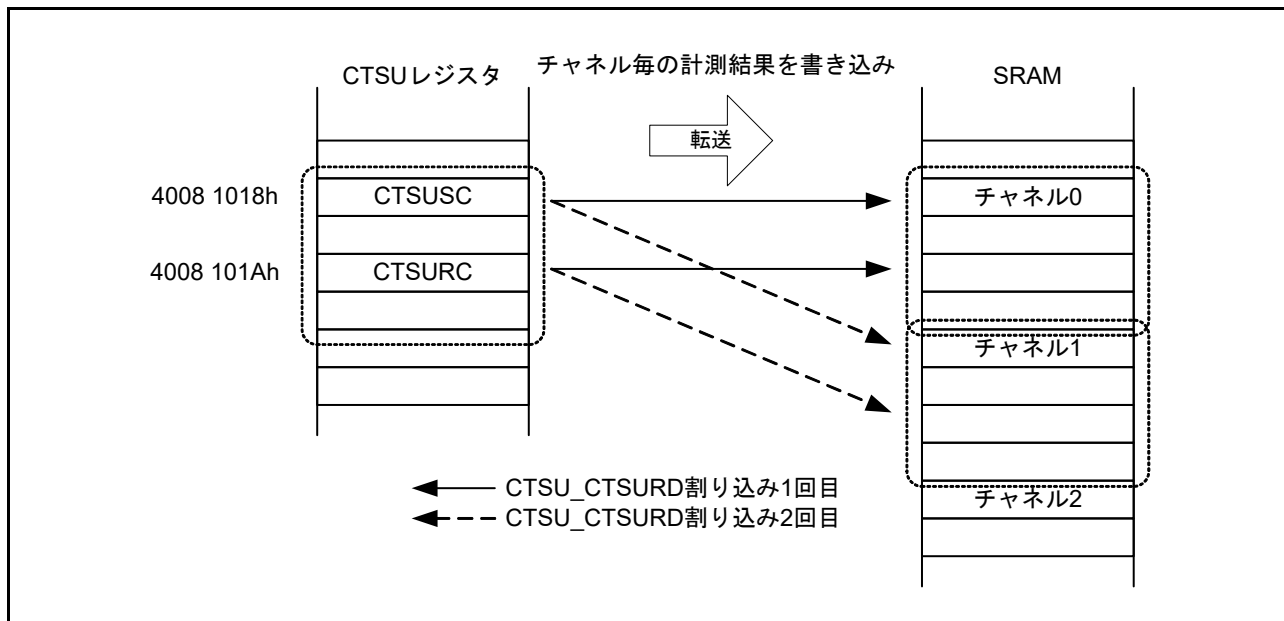 チャネル毎の計測結果を書き込み
CTSUレジスタ
SRAM
転送
4008 1018h
CTSUSC
チャネル0
4008 101Ah
CTSURC
チャネル1
CTSU_CTSURD割り込み1回目
チャネル2
CTSU_CTSURD割り込み2回目